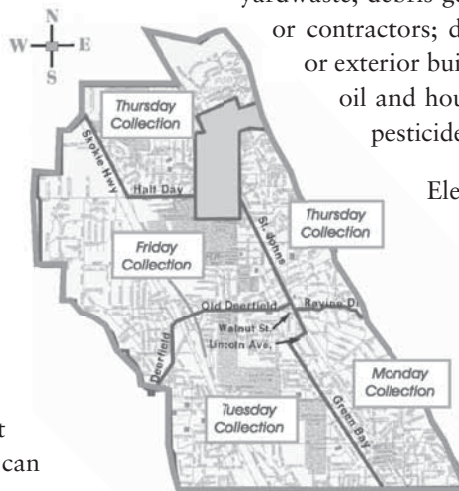 yardwaste, debris ge
or contractors; d
or exterior bui
oil and hou
pesticide
Ele
N
W E
S
Thursday
Collection
Skokie Hwy
Half Day
Thursday
Collection
St. Johns
Friday
Collection
Old Deerfield
Ravine Dr
Walnut St.
Lincoln Ave.
Deerfield
Monday
Collection
Tuesday
Collection
Green Bay
t
can